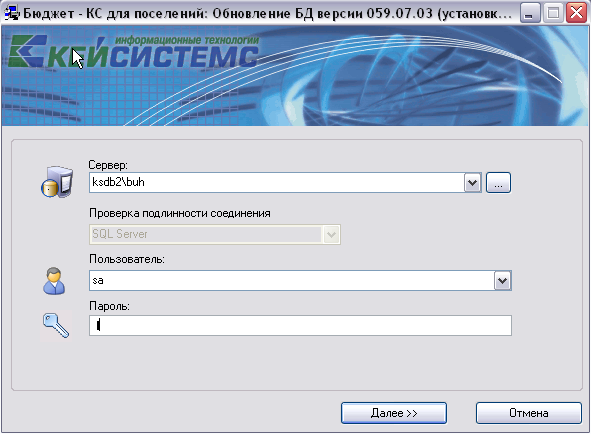 Бюджет - КС для поселений: Обновление БД версии 059.07.03 (установк...
информационные технологии
КЕЙСИСТЕМС
Сервер:
ksdb2\buh
...
Проверка подлинности соединения
SQL Server
Пользователь:
sa
Пароль:
Далее >>
Отмена